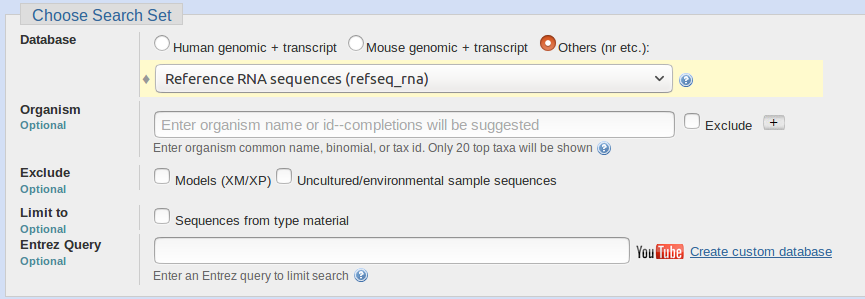 Choose Search Set
Database
Human genomic + transcript Mouse genomic + transcript Others (nr etc.):
Reference RNA sequences (refseq_rna)
Organism
Optional
Enter organism name or id--completions will be suggested
Exclude +
Enter organism common name, binomial, or tax id. Only 20 top taxa will be shown
Exclude
Optional
Models (XM/XP) Uncultured/environmental sample sequences
Limit to
Optional
Sequences from type material
Entrez Query
Optional
YouTube Create custom database
Enter an Entrez query to limit search